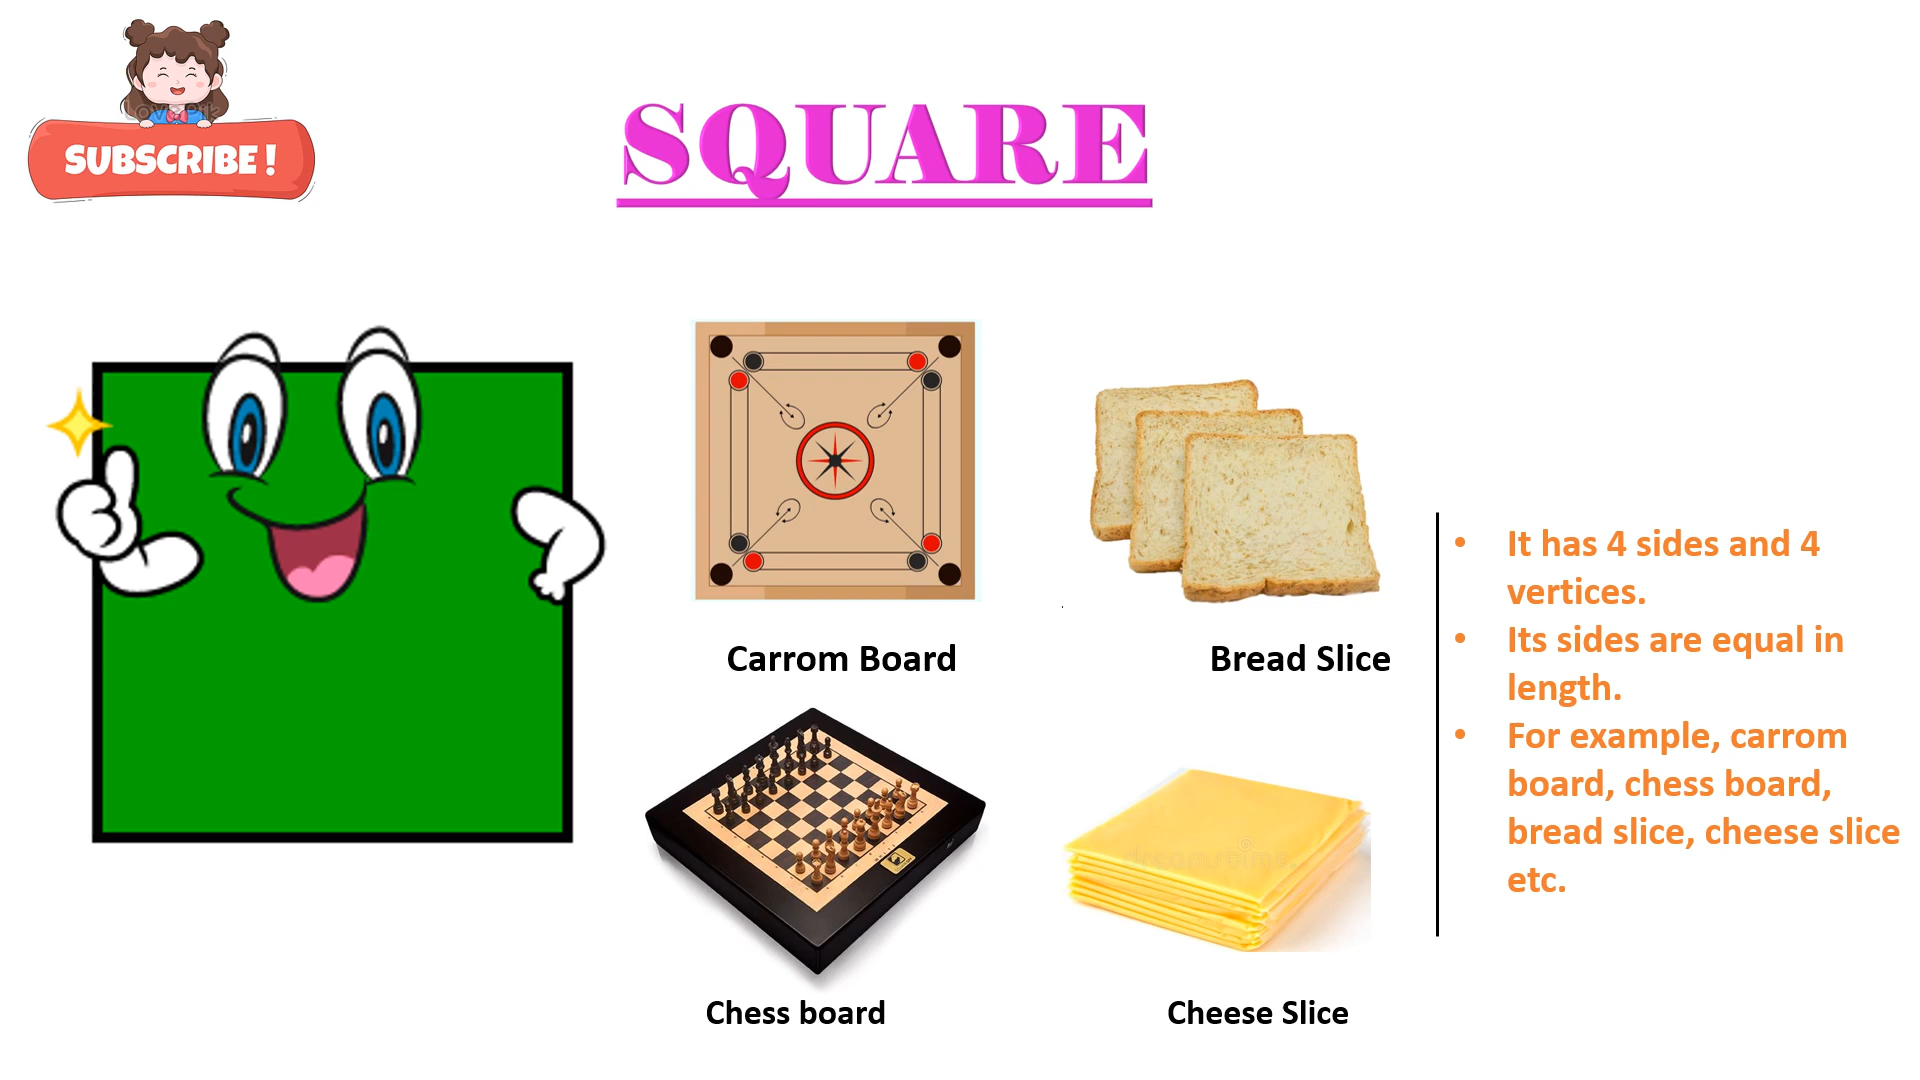 SUBSCRIBE !
SQUARE
Carrom Board
Bread Slice
Chess board
Cheese Slice
• It has 4 sides and 4
vertices.
• Its sides are equal in
length.
• For example, carrom
board, chess board,
bread slice, cheese slice
etc.